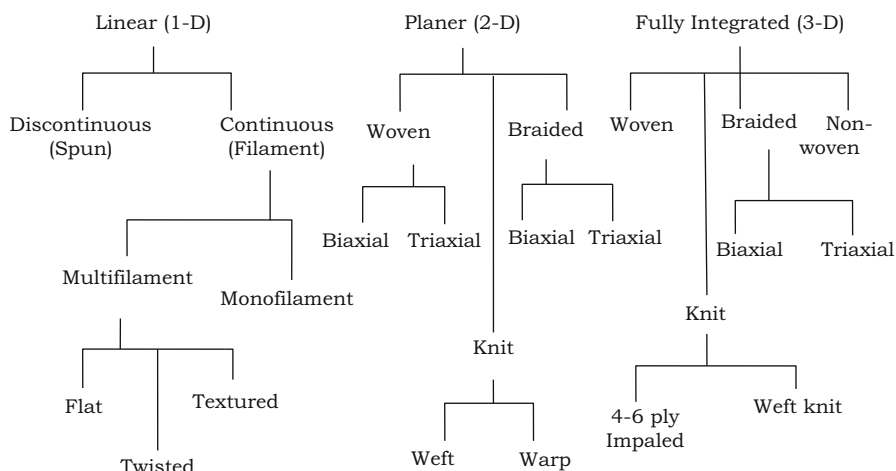 Linear (1-D)
Planer (2-D)
Fully Integrated (3-D)
Discontinuous
(Spun)
Continuous
(Filament)
Multifilament
Monofilament
Flat
Twisted
Textured
Woven
Braided
Biaxial
Triaxial
Biaxial
Triaxial
Knit
Weft
Warp
Woven
Braided
Non-
woven
Biaxial
Triaxial
Knit
4-6 ply
Impaled
Weft knit